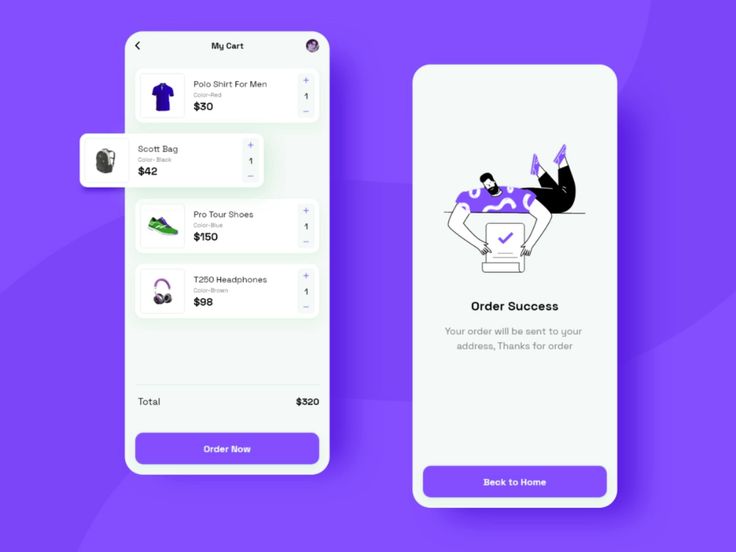 My Cart
Polo Shirt For Men
Color-Red
$30
+
1
−
Scott Bag
Color- Black
$42
+
1
−
Pro Tour Shoes
Color-Blue
$150
+
1
−
T250 Headphones
Color-Brown
$98
+
1
−
Total
$320
Order Now
Order Success
Your order will be sent to your
address, Thanks for order
Beck to Home